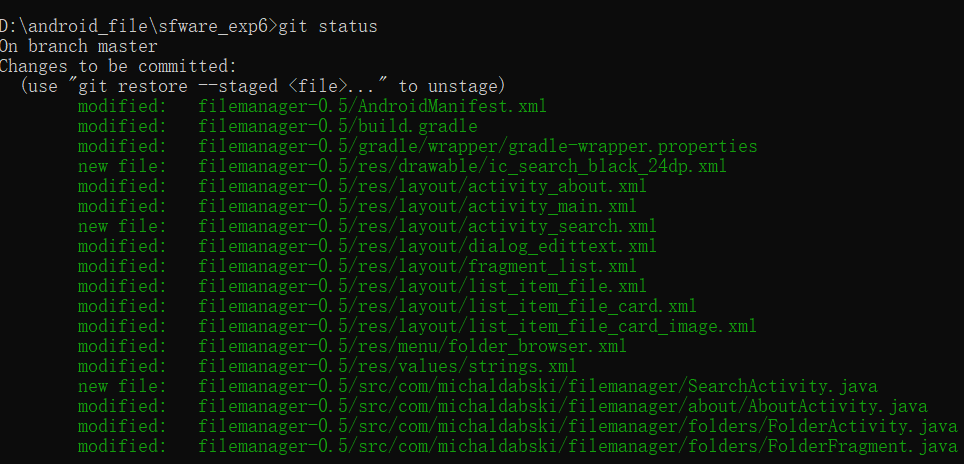 D:\android_file\sfware_exp6>git status
On branch master
Changes to be committed:
  (use "git restore --staged <file>..." to unstage)
        modified:   filemanager-0.5/AndroidManifest.xml
        modified:   filemanager-0.5/build.gradle
        modified:   filemanager-0.5/gradle/wrapper/gradle-wrapper.properties
        new file:   filemanager-0.5/res/drawable/ic_search_black_24dp.xml
        modified:   filemanager-0.5/res/layout/activity_about.xml
        modified:   filemanager-0.5/res/layout/activity_main.xml
        new file:   filemanager-0.5/res/layout/activity_search.xml
        modified:   filemanager-0.5/res/layout/dialog_edittext.xml
        modified:   filemanager-0.5/res/layout/fragment_list.xml
        modified:   filemanager-0.5/res/layout/list_item_file.xml
        modified:   filemanager-0.5/res/layout/list_item_file_card.xml
        modified:   filemanager-0.5/res/layout/list_item_file_card_image.xml
        modified:   filemanager-0.5/res/menu/folder_browser.xml
        modified:   filemanager-0.5/res/values/strings.xml
        new file:   filemanager-0.5/src/com/michaldabski/filemanager/SearchActivity.java
        modified:   filemanager-0.5/src/com/michaldabski/filemanager/about/AboutActivity.java
        modified:   filemanager-0.5/src/com/michaldabski/filemanager/folders/FolderActivity.java
        modified:   filemanager-0.5/src/com/michaldabski/filemanager/folders/FolderFragment.java